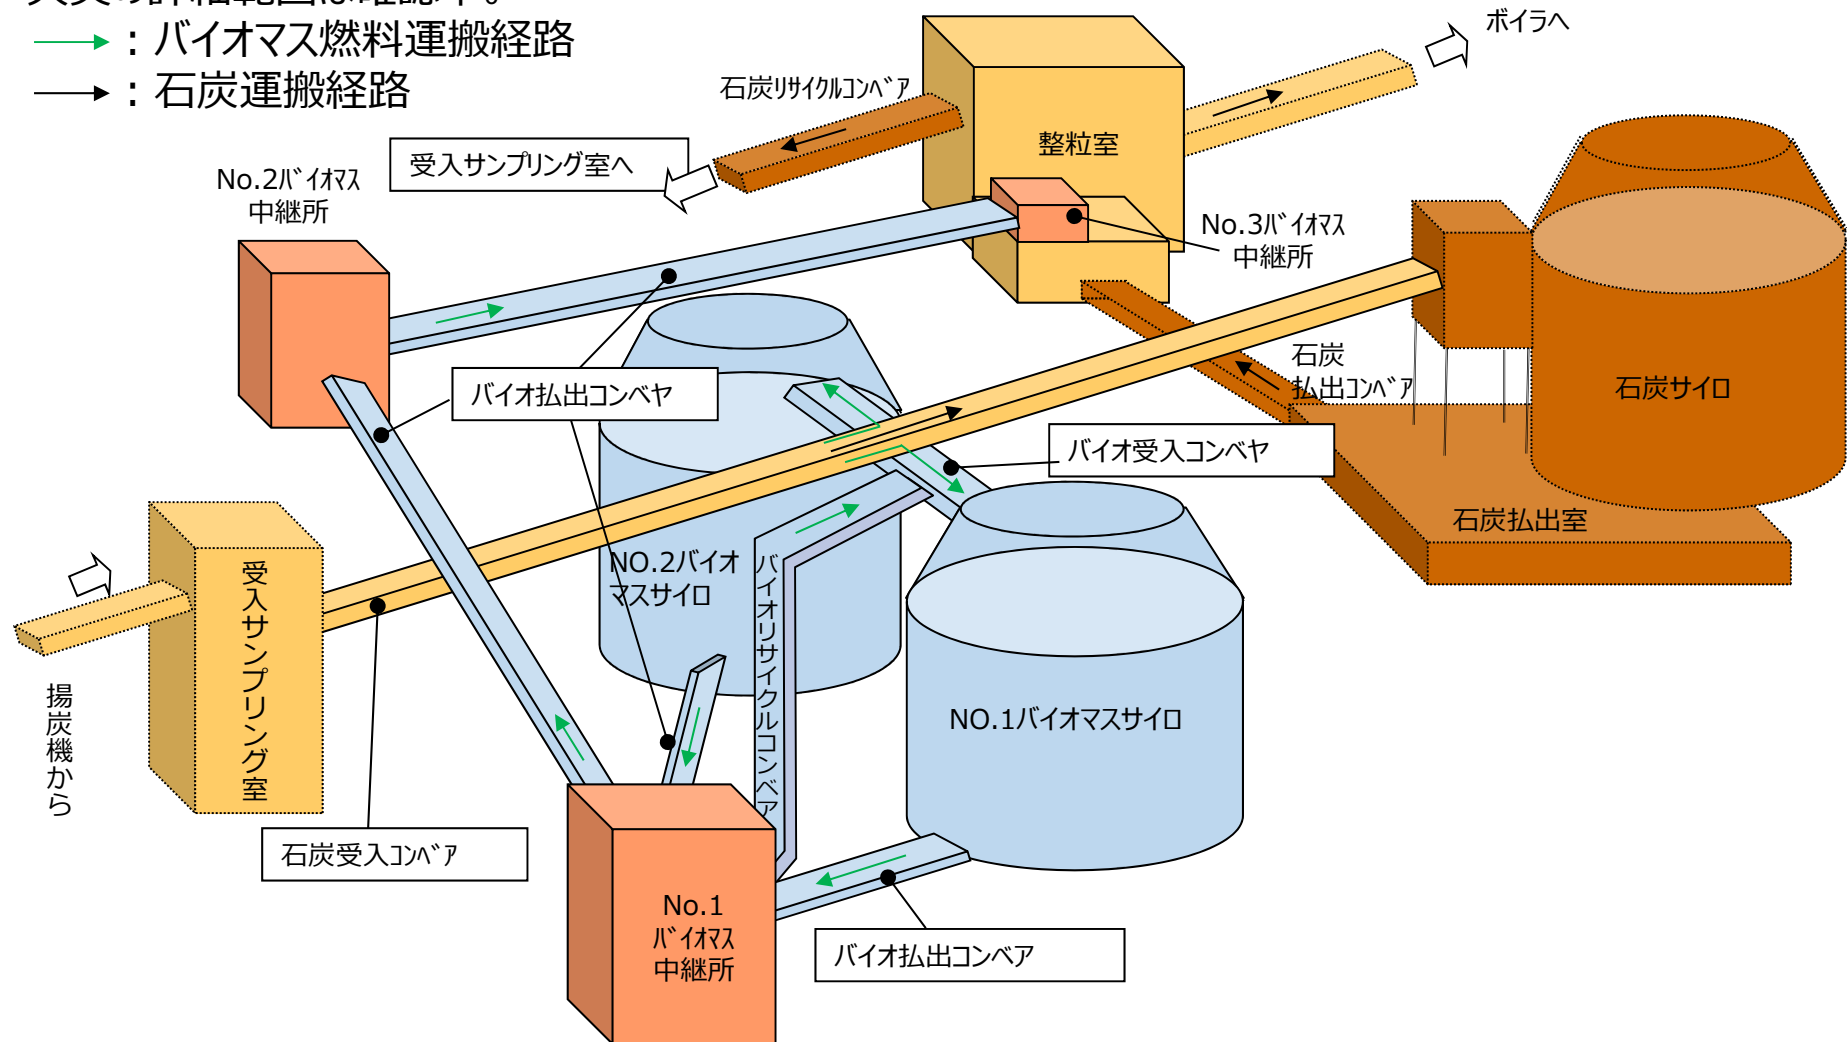 ：バイオマス燃料運搬経路
：石炭運搬経路
ボイラへ
石炭ﾘｻｲｸﾙｺﾝﾍﾞｱ
整粒室
受入サンプリング室へ
No.2ﾊﾞｲｵﾏｽ
中継所
No.3ﾊﾞｲｵﾏｽ
中継所
石炭
払出ｺﾝﾍﾞｱ
石炭サイロ
バイオ払出コンベヤ
バイオ受入コンベヤ
石炭払出室
NO.2バイオ
マスサイロ
バイオリサイクルコンベア
受入サンプリング室
NO.1バイオマスサイロ
揚炭機から
石炭受入ｺﾝﾍﾞｱ
No.1
ﾊﾞｲｵﾏｽ
中継所
バイオ払出コンベア